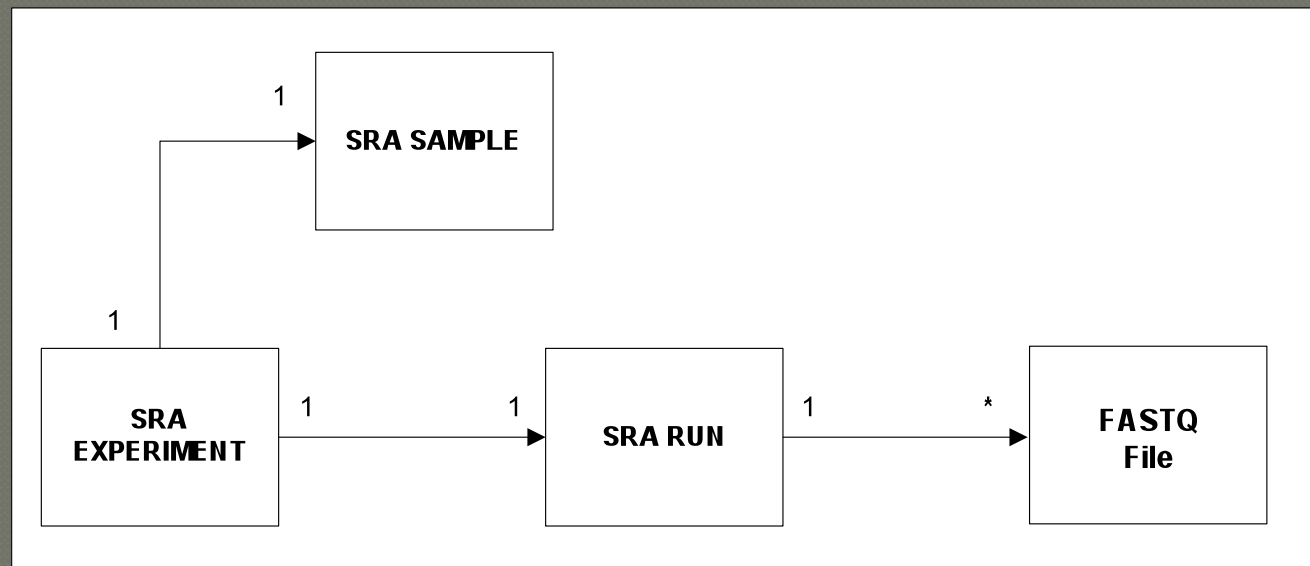 1
SRA SAMPLE
1
SRA
EXPERIMENT
1
1
SRA RUN
1
*
FASTQ
File